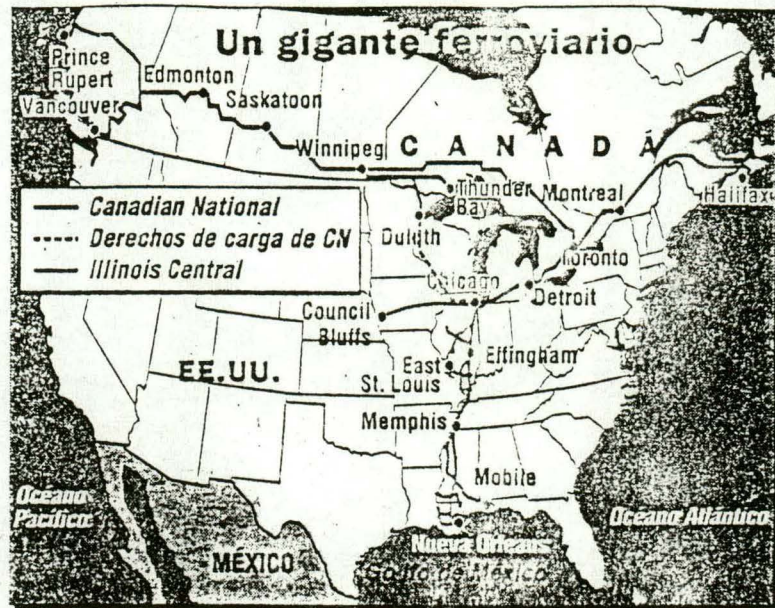 Un gigante ferroviario
Prince
Rupert
Edmonton
Vancouver
Saskatoon
Winnipeg
CANADÁ
Thunder
Bay
Montreal
Halifax
Canadian National
Derechos de carga de CN
Illinois Central
Duluth
Toronto
Chicago
Detroit
Council
Bluffs
Effingham
EE.UU.
East
St. Louis
Memphis
Mobile
Océano
Pacífico
Océano Atlántico
Nueva Orleans
MÉXICO
Golfo de México